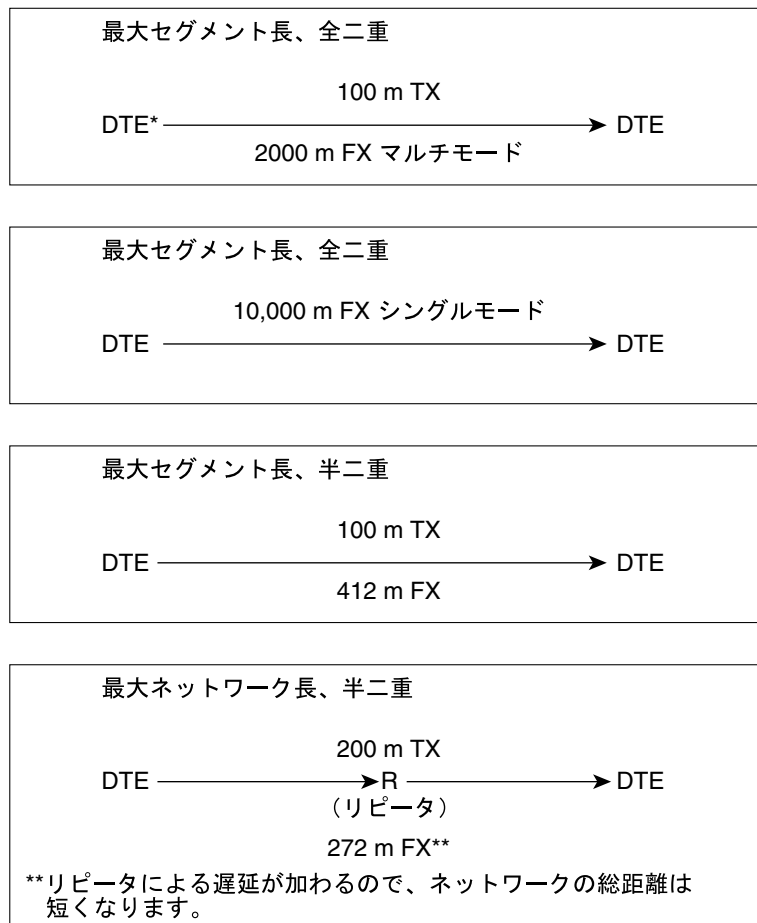 最大セグメント長、全二重
100 m TX
DTE* DTE
2000 m FX マルチモード
最大セグメント長、全二重
10,000 m FX シングルモード
DTE DTE
最大セグメント長、半二重
100 m TX
DTE DTE
412 m FX
最大ネットワーク長、半二重
200 m TX
DTE R DTE
（リピータ）
272 m FX**
**リピータによる遅延が加わるので、ネットワークの総距離は
短くなります。